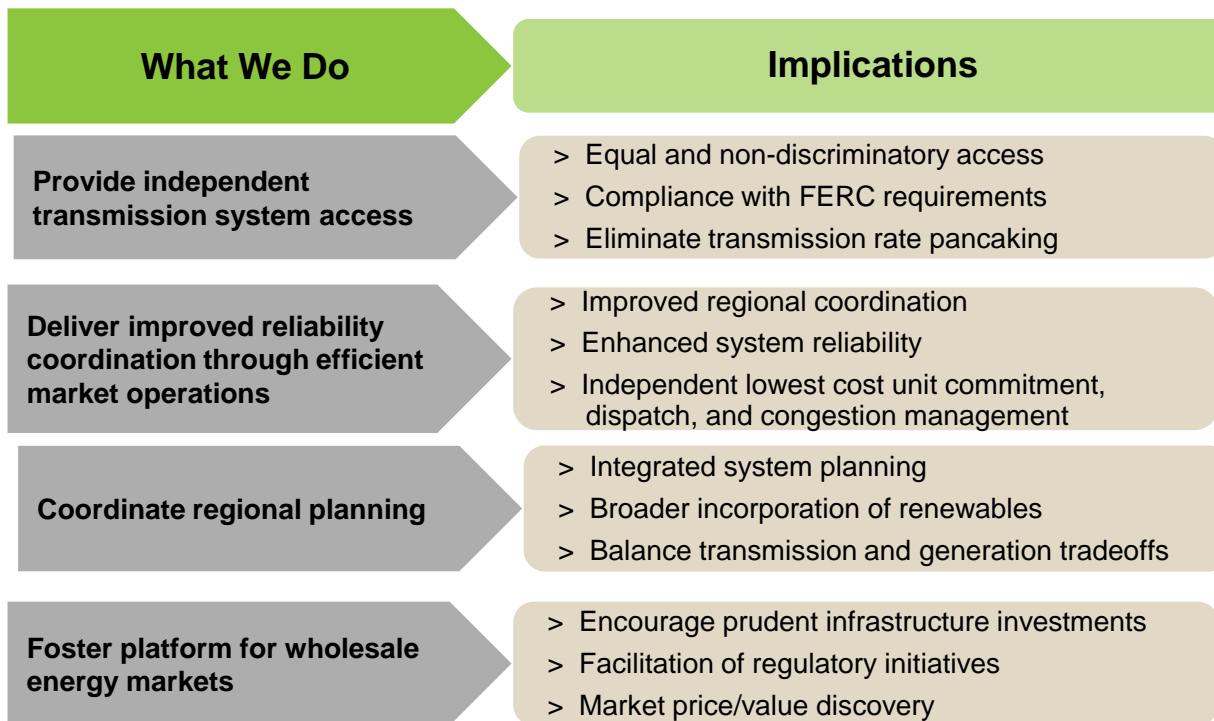 What We Do
Implications
Provide independent
transmission system access
> Equal and non-discriminatory access
> Compliance with FERC requirements
> Eliminate transmission rate pancaking
Deliver improved reliability
coordination through efficient
market operations
> Improved regional coordination
> Enhanced system reliability
> Independent lowest cost unit commitment,
dispatch, and congestion management
Coordinate regional planning
> Integrated system planning
> Broader incorporation of renewables
> Balance transmission and generation tradeoffs
Foster platform for wholesale
energy markets
> Encourage prudent infrastructure investments
> Facilitation of regulatory initiatives
> Market price/value discovery